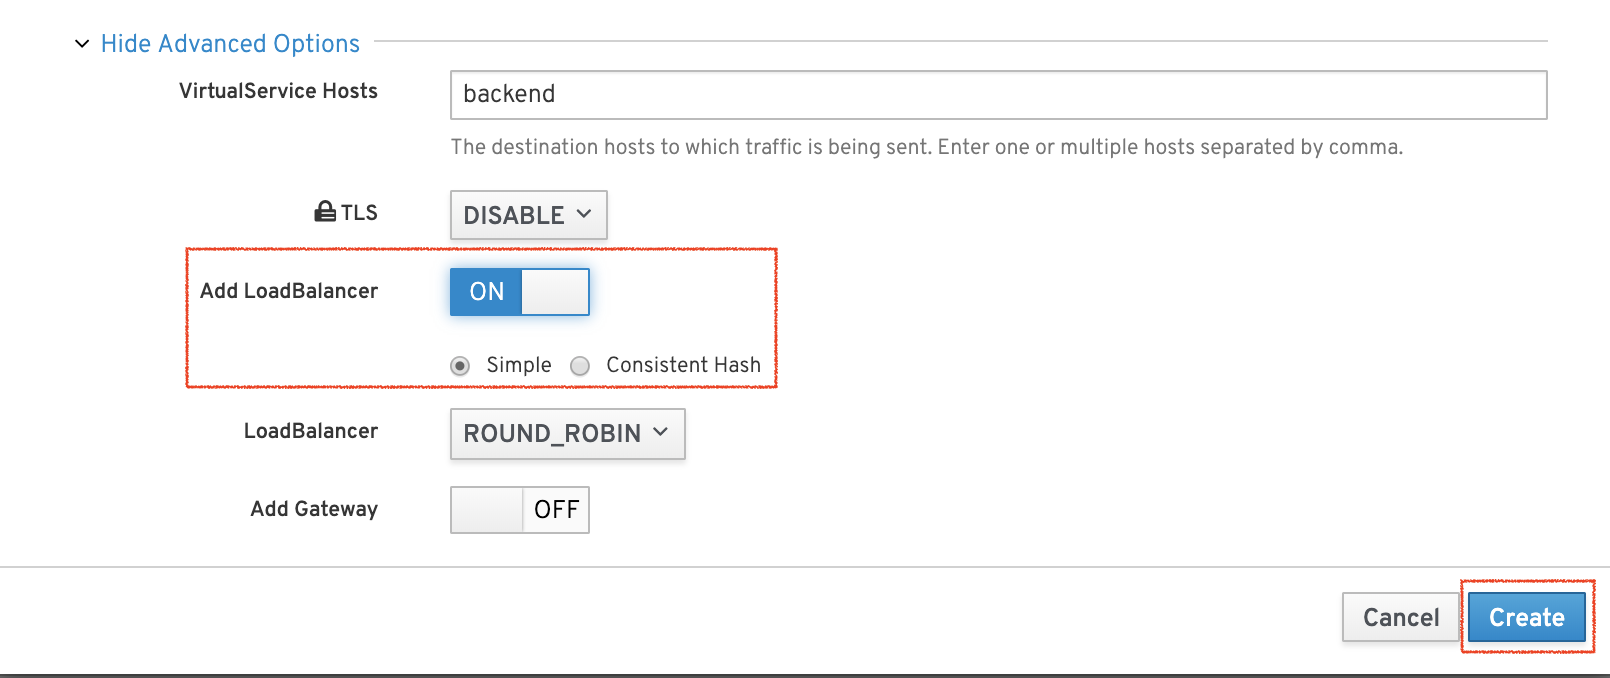 Hide Advanced Options
VirtualService Hosts
backend
The destination hosts to which traffic is being sent. Enter one or multiple hosts separated by comma.
TLS
DISABLE
Add LoadBalancer
ON
Simple Consistent Hash
LoadBalancer
ROUND_ROBIN
Add Gateway
OFF
Cancel Create